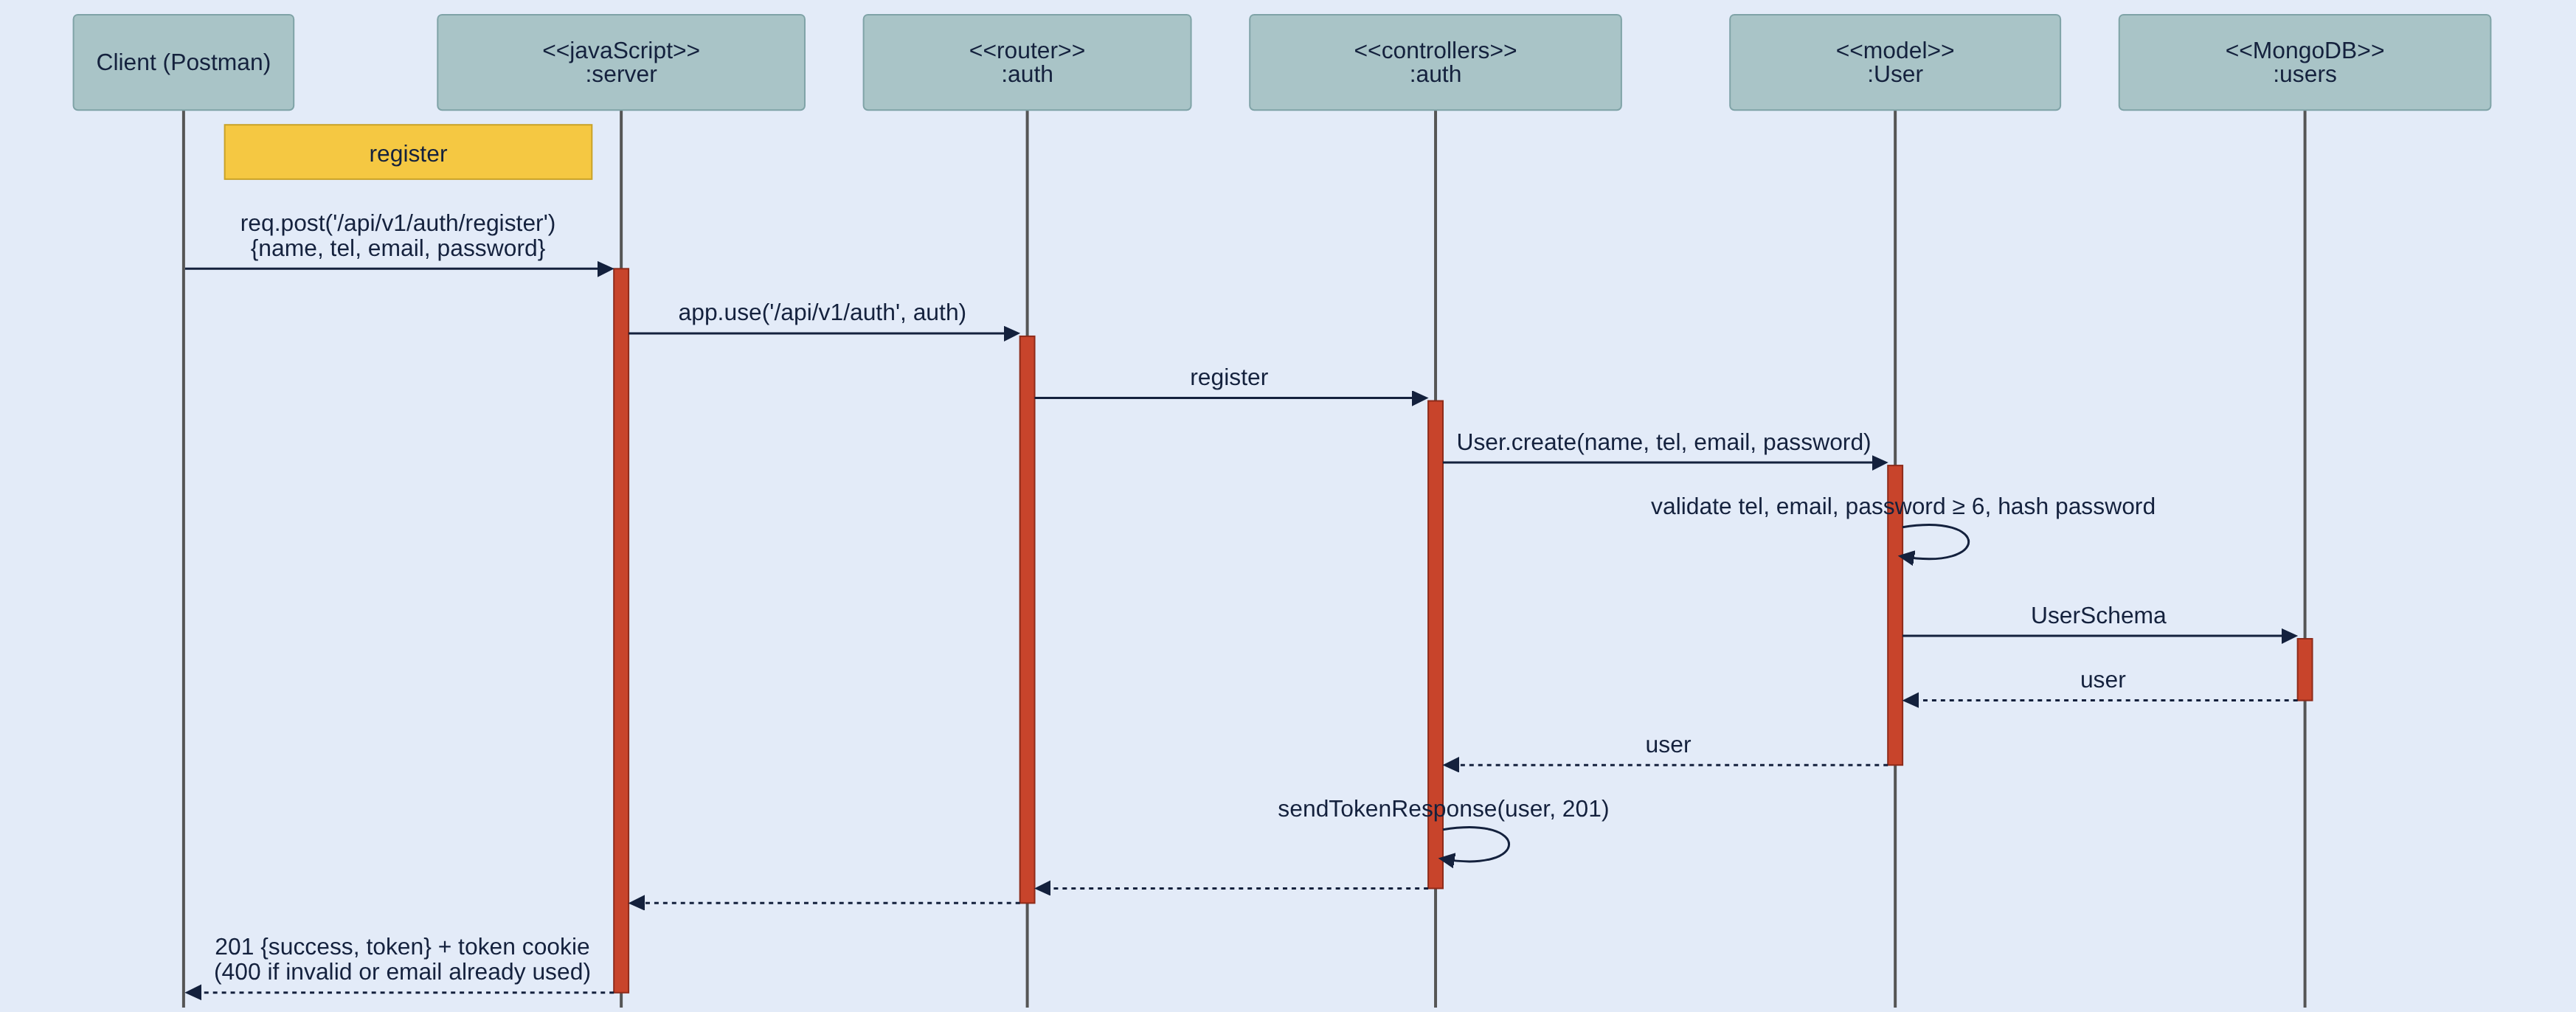 Client (Postman)
<<javaScript>>
:server
<<router>>
:auth
<<controllers>>
:auth
<<model>>
:User
<<MongoDB>>
:users
register
req.post('/api/v1/auth/register')
{name, tel, email, password}
app.use('/api/v1/auth', auth)
register
User.create(name, tel, email, password)
validate tel, email, password ≥ 6, hash password
UserSchema
user
user
sendTokenResponse(user, 201)
201 {success, token} + token cookie
(400 if invalid or email already used)